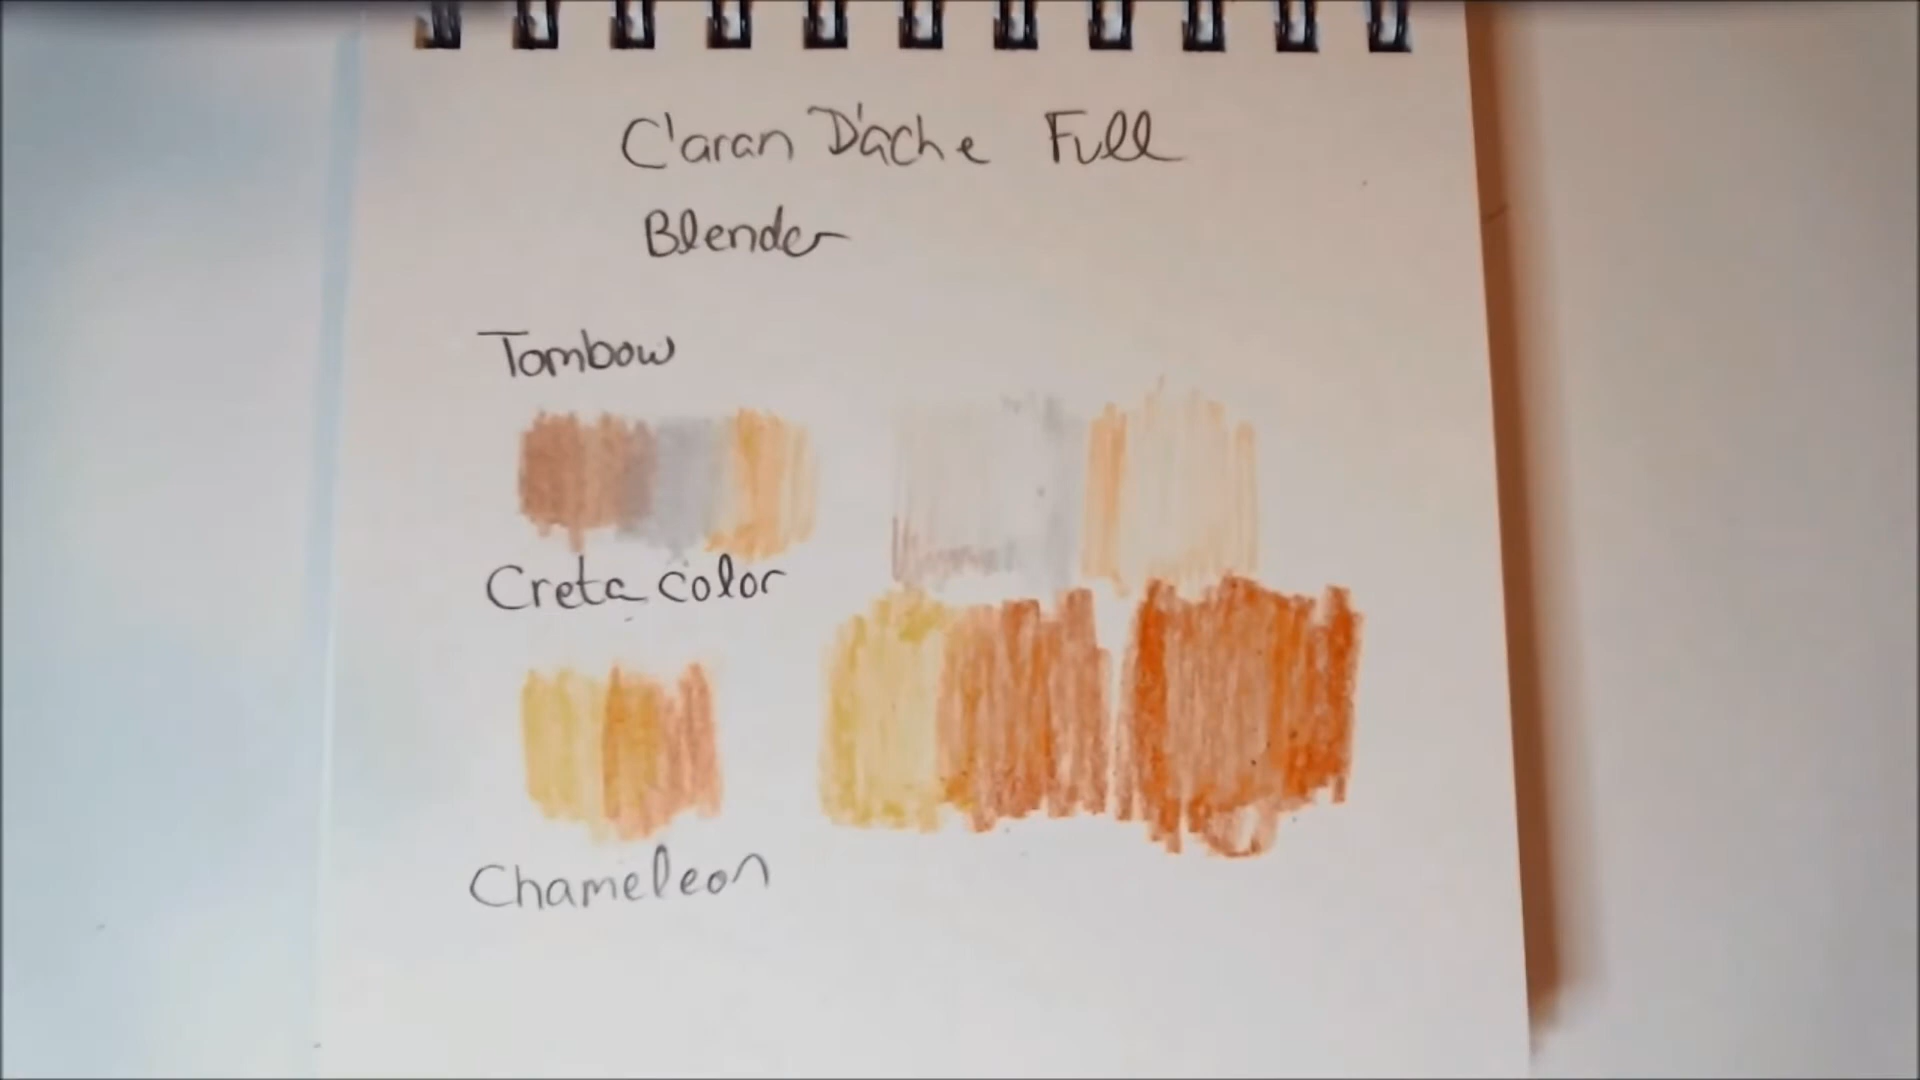 C'aran D'ache Full
Blender
Tombow
Creta color
Chameleon